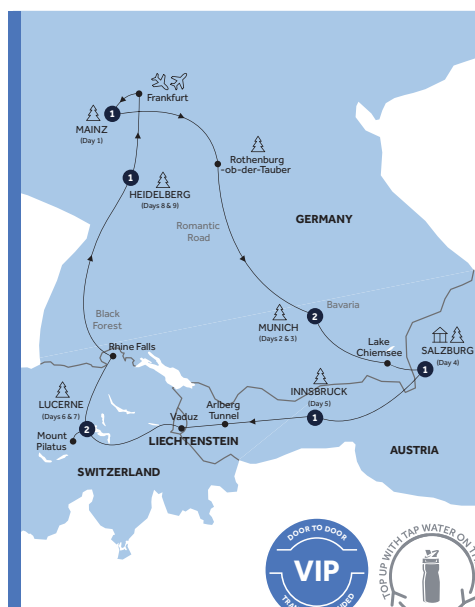 Frankfurt
1
MAINZ
(Day 1)
Rothenburg
-ob-der-Tauber
1
HEIDELBERG
(Days 8 & 9)
GERMANY
Romantic
Road
Bavaria
2
MUNICH
(Days 2 & 3)
Black
Forest
Rhine Falls
Lake
Chiemsee
SALZBURG
1
(Day 4)
INNSBRUCK
(Day 5)
1
LUCERNE
(Days 6 & 7)
2
Arlberg
Tunnel
Vaduz
LIECHTENSTEIN
Mount
Pilatus
AUSTRIA
SWITZERLAND
DOOR TO DOOR
VIP
TOP UP WITH TAP WATER ON